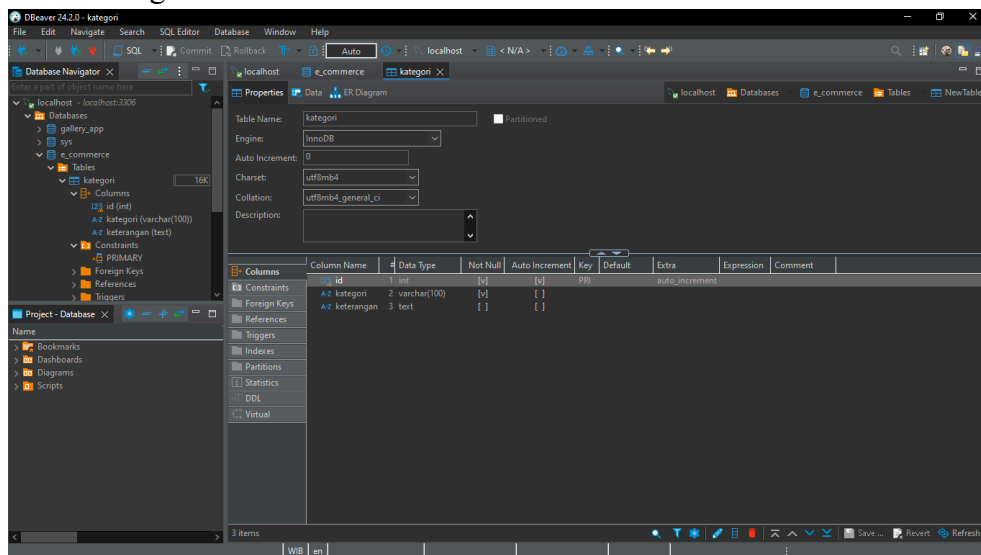 DBeaver 24.2.0 - kategori
File Edit Navigate Search SQL Editor Database Window Help
SQL Commit Rollback Auto localhost < N/A >
Database Navigator
Enter a part of object name here
localhost - localhost:3306
Databases
gallery_app
sys
e_commerce
Tables
kategori 16K
Columns
123 id (int)
A-Z kategori (varchar(100))
A-Z keterangan (text)
Constraints
PRIMARY
Foreign Keys
References
Triggers
Project - Database
Name
Bookmarks
Dashboards
Diagrams
Scripts
localhost e_commerce kategori
Properties Data ER Diagram localhost Databases e_commerce Tables NewTable
Table Name: kategori Partitioned
Engine: InnoDB
Auto Increment: 0
Charset: utf8mb4
Collation: utf8mb4_general_ci
Description:
Columns
Constraints
Foreign Keys
References
Triggers
Indexes
Partitions
Statistics
DDL
Virtual
Column Name # Data Type Not Null Auto Increment Key Default Extra Expression Comment
123 id 1 int [v] [v] PRI auto_increment
A-Z kategori 2 varchar(100) [v] [ ]
A-Z keterangan 3 text [ ] [ ]
3 items Save ... Revert Refresh
WIB en